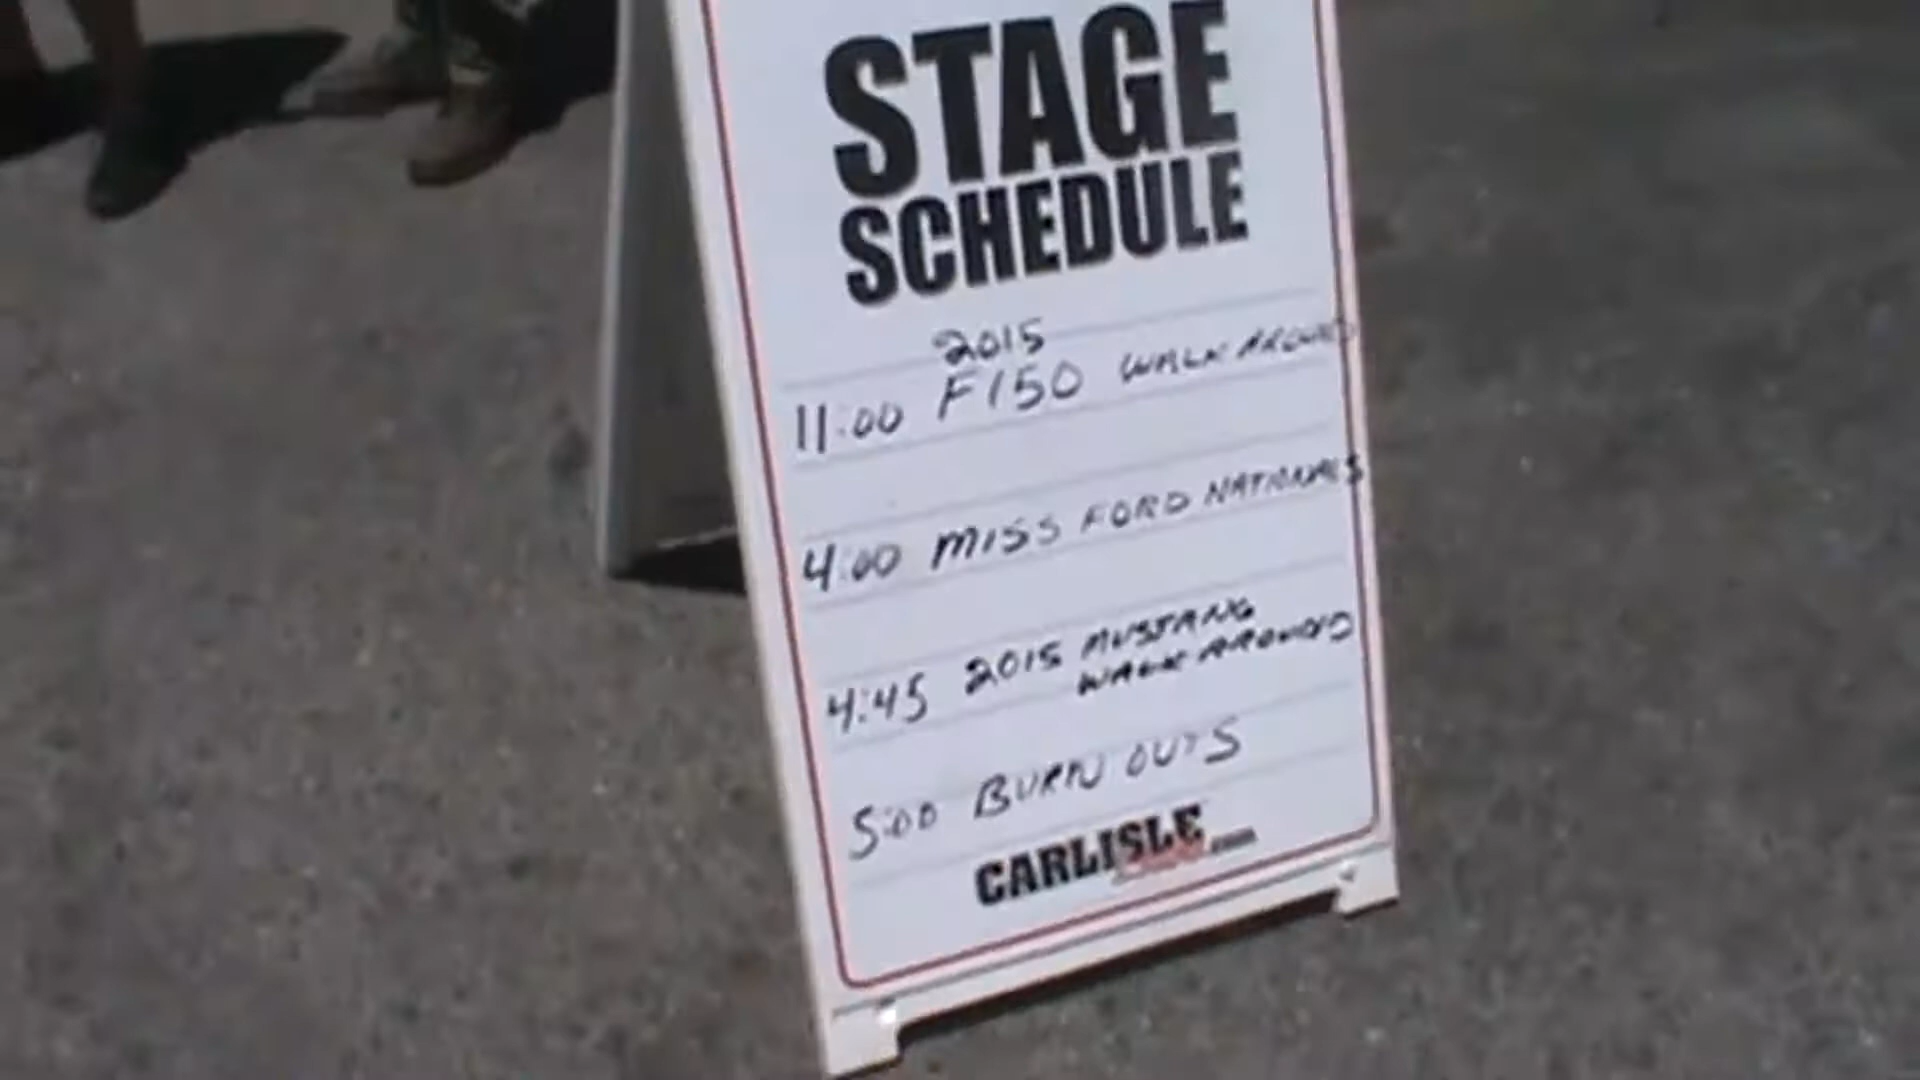 STAGE
SCHEDULE
2015
11:00 F150 WALK AROUND
4:00 MISS FORD NATIONALS
4:45 2015 MUSTANG
WALK AROUND
5:00 BURN OUTS
CARLISLE .com